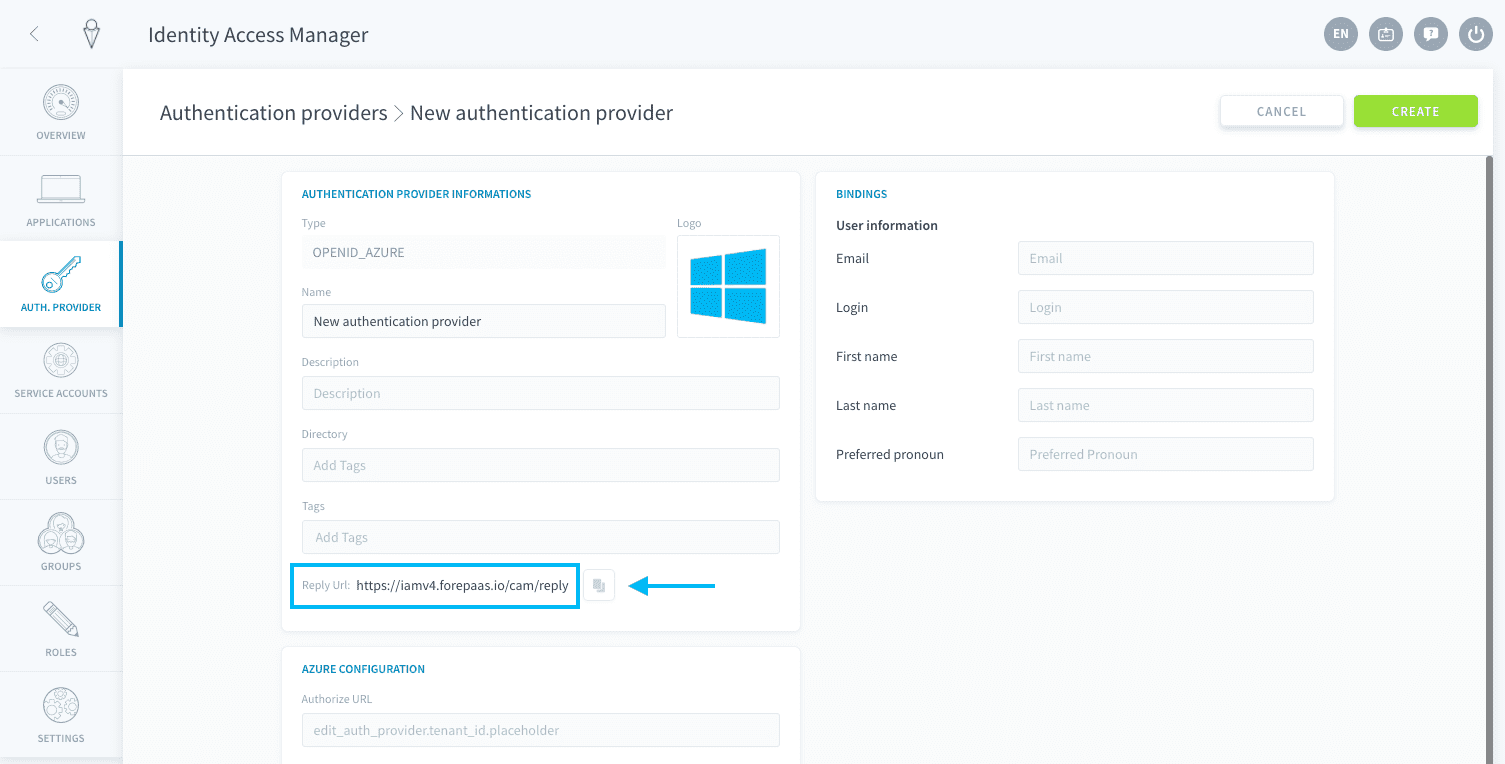 Identity Access Manager
EN
OVERVIEW
APPLICATIONS
AUTH. PROVIDER
SERVICE ACCOUNTS
USERS
GROUPS
ROLES
SETTINGS
Authentication providers > New authentication provider
CANCEL
CREATE
AUTHENTICATION PROVIDER INFORMATIONS
Type
OPENID_AZURE
Logo
Name
New authentication provider
Description
Description
Directory
Add Tags
Tags
Add Tags
Reply Url: https://iamv4.forepaas.io/cam/reply
AZURE CONFIGURATION
Authorize URL
edit_auth_provider.tenant_id.placeholder
BINDINGS
User information
Email
Email
Login
Login
First name
First name
Last name
Last name
Preferred pronoun
Preferred Pronoun